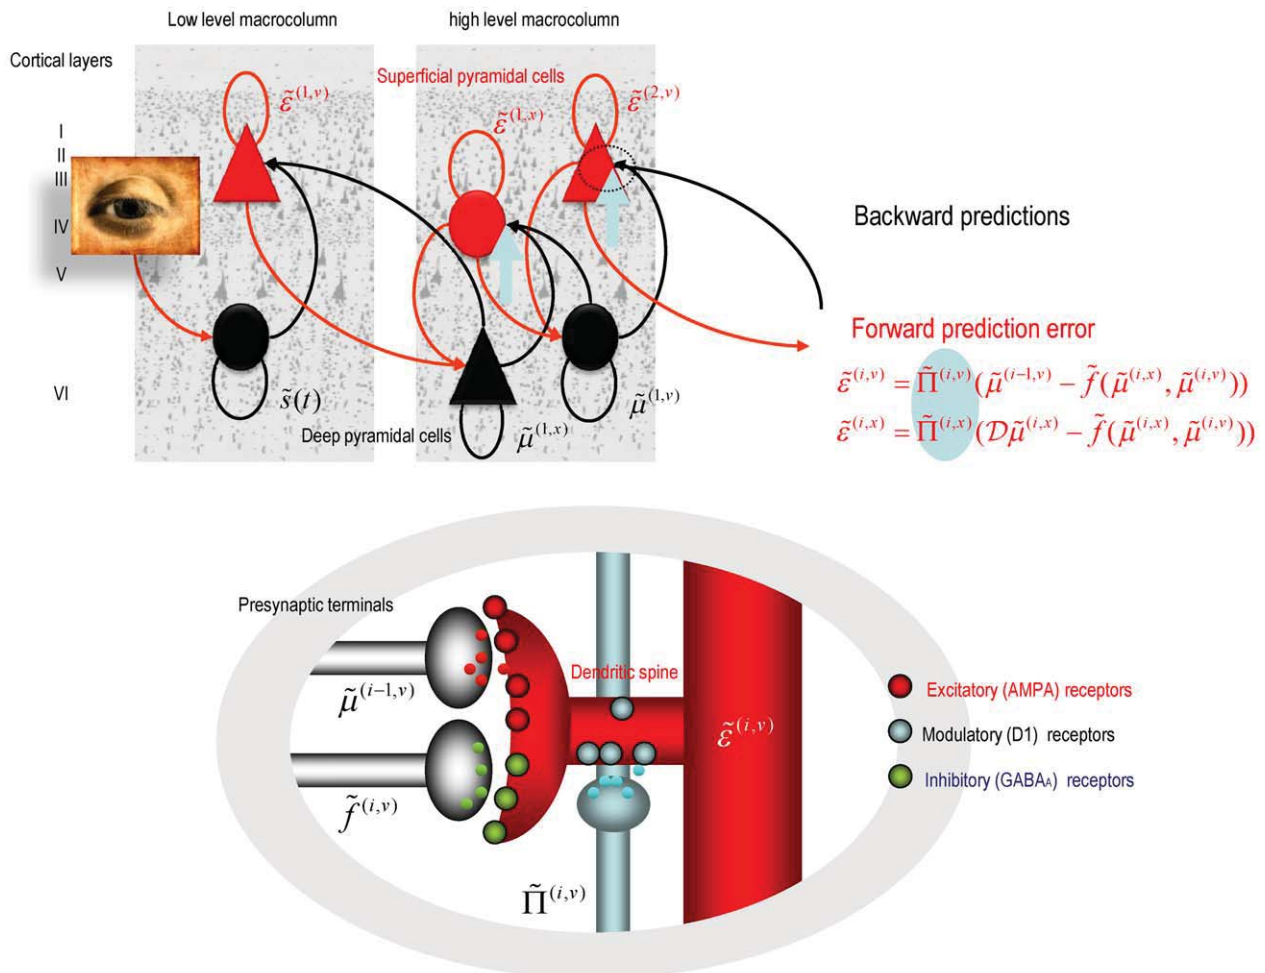 Low level macrocolumn
high level macrocolumn
Cortical layers
Superficial pyramidal cells
ε̃^(1,v)
ε̃^(1,x)
ε̃^(2,v)
I
II
III
IV
V
VI
Backward predictions
Forward prediction error
ε̃^(i,v) = Π̃^(i,v)(μ̃^(i−1,v) − f̃(μ̃^(i,x), μ̃^(i,v)))
ε̃^(i,x) = Π̃^(i,x)(𝒟μ̃^(i,x) − f̃(μ̃^(i,x), μ̃^(i,v)))
s̃(t)
μ̃^(1,v)
Deep pyramidal cells
μ̃^(1,x)
Presynaptic terminals
Dendritic spine
μ̃^(i−1,v)
ε̃^(i,v)
f̃^(i,v)
Π̃^(i,v)
Excitatory (AMPA) receptors
Modulatory (D1) receptors
Inhibitory (GABAA) receptors